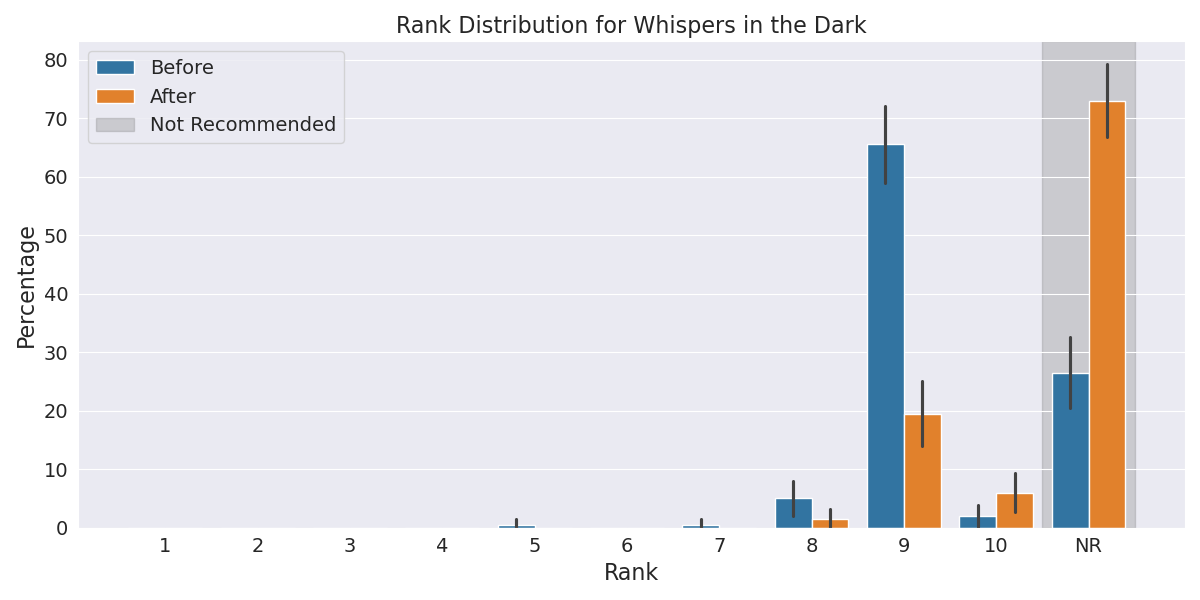 Rank Distribution for Whispers in the Dark
Before
After
Not Recommended
Percentage
80
70
60
50
40
30
20
10
0
1 2 3 4 5 6 7 8 9 10 NR
Rank